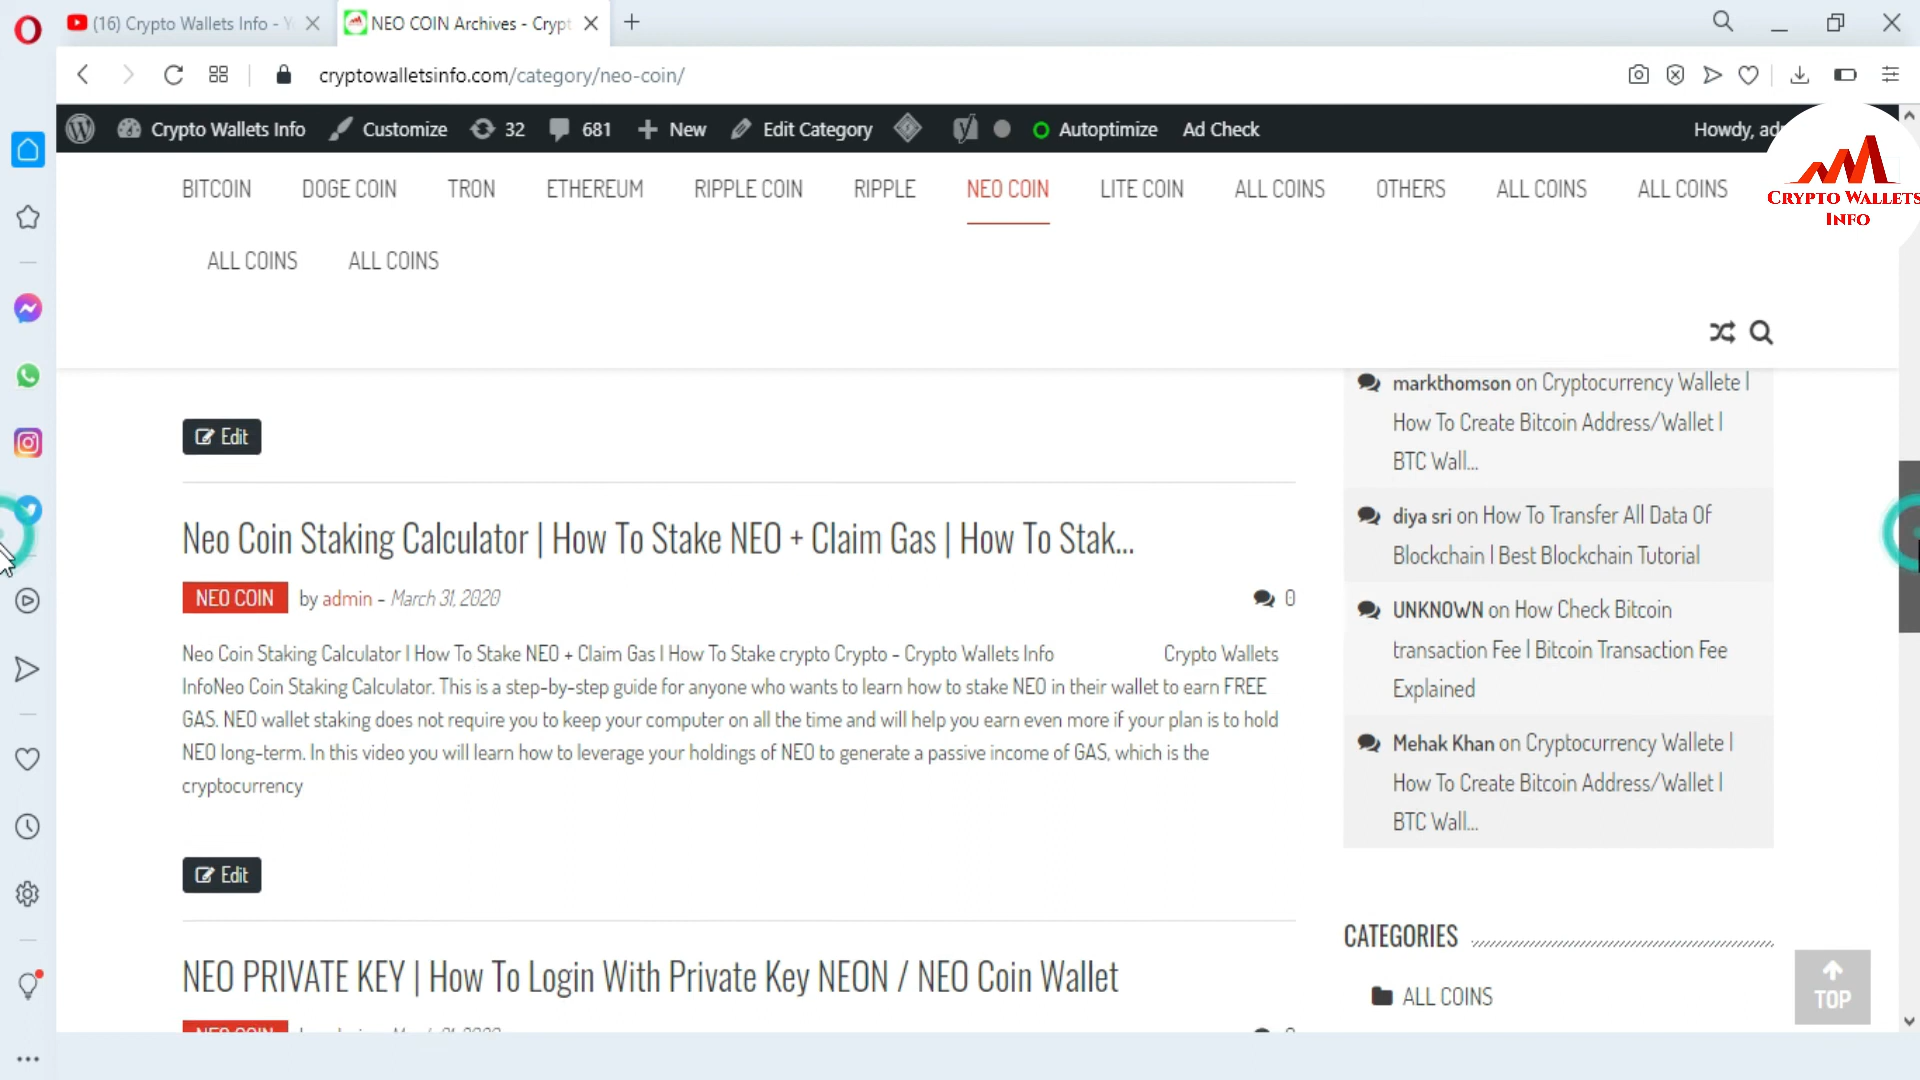 (16) Crypto Wallets Info - Y
NEO COIN Archives - Crypt
cryptowalletsinfo.com/category/neo-coin/
Crypto Wallets Info
Customize
32
681
New
Edit Category
Autoptimize
Ad Check
Howdy,
CRYPTO WALLETS
INFO
BITCOIN
DOGE COIN
TRON
ETHEREUM
RIPPLE COIN
RIPPLE
NEO COIN
LITE COIN
ALL COINS
OTHERS
ALL COINS
ALL COINS
ALL COINS
ALL COINS
Edit
Neo Coin Staking Calculator | How To Stake NEO + Claim Gas | How To Stak...
NEO COIN by admin - March 31, 2020
0
Neo Coin Staking Calculator | How To Stake NEO + Claim Gas | How To Stake crypto Crypto - Crypto Wallets Info Crypto Wallets
InfoNeo Coin Staking Calculator. This is a step-by-step guide for anyone who wants to learn how to stake NEO in their wallet to earn FREE
GAS. NEO wallet staking does not require you to keep your computer on all the time and will help you earn even more if your plan is to hold
NEO long-term. In this video you will learn how to leverage your holdings of NEO to generate a passive income of GAS, which is the
cryptocurrency
Edit
NEO PRIVATE KEY | How To Login With Private Key NEON / NEO Coin Wallet
NEO COIN
markthomson on Cryptocurrency Wallete |
How To Create Bitcoin Address/Wallet |
BTC Wall...
diya sri on How To Transfer All Data Of
Blockchain | Best Blockchain Tutorial
UNKNOWN on How Check Bitcoin
transaction Fee | Bitcoin Transaction Fee
Explained
Mehak Khan on Cryptocurrency Wallete |
How To Create Bitcoin Address/Wallet |
BTC Wall...
CATEGORIES
ALL COINS
TOP